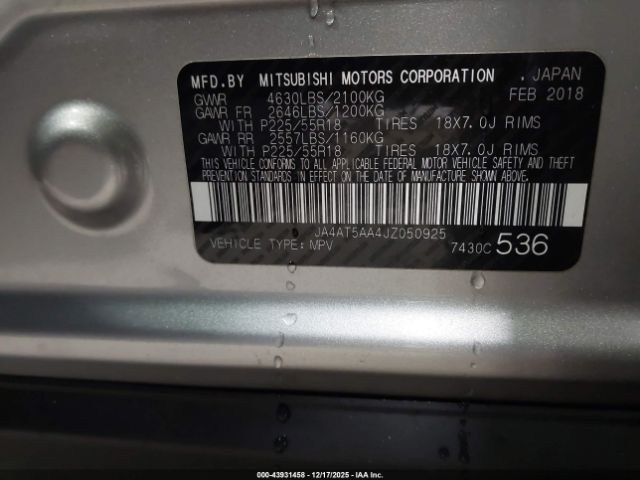 MFD.BY MITSUBISHI MOTORS CORPORATION . JAPAN
GVWR 4630LBS/2100KG FEB 2018
GAWR FR 2646LBS/1200KG
WITH P225/55R18 TIRES 18X7.0J RIMS
GAWR RR 2557LBS/1160KG
WITH P225/55R18 TIRES 18X7.0J RIMS
THIS VEHICLE CONFORMS TO ALL APPLICABLE FEDERAL MOTOR VEHICLE SAFETY AND THEFT
PREVENTION STANDARDS IN EFFECT ON THE DATE OF MANUFACTURE SHOWN ABOVE.
JA4AT5AA4JZ050925
VEHICLE TYPE: MPV 7430C 536
000-43931458 - 12/17/2025 - IAA Inc.